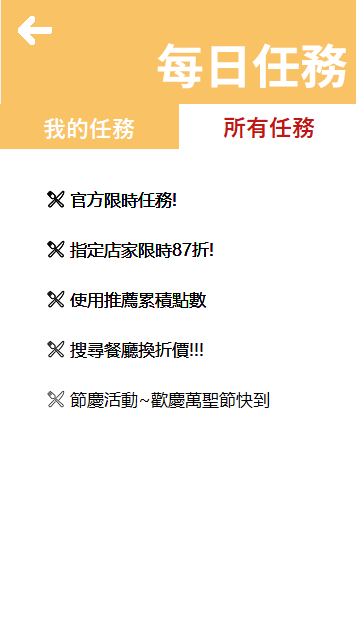 每日任務
我的任務
所有任務
官方限時任務!
指定店家限時87折!
使用推薦累積點數
搜尋餐廳換折價!!!
節慶活動~歡慶萬聖節快到